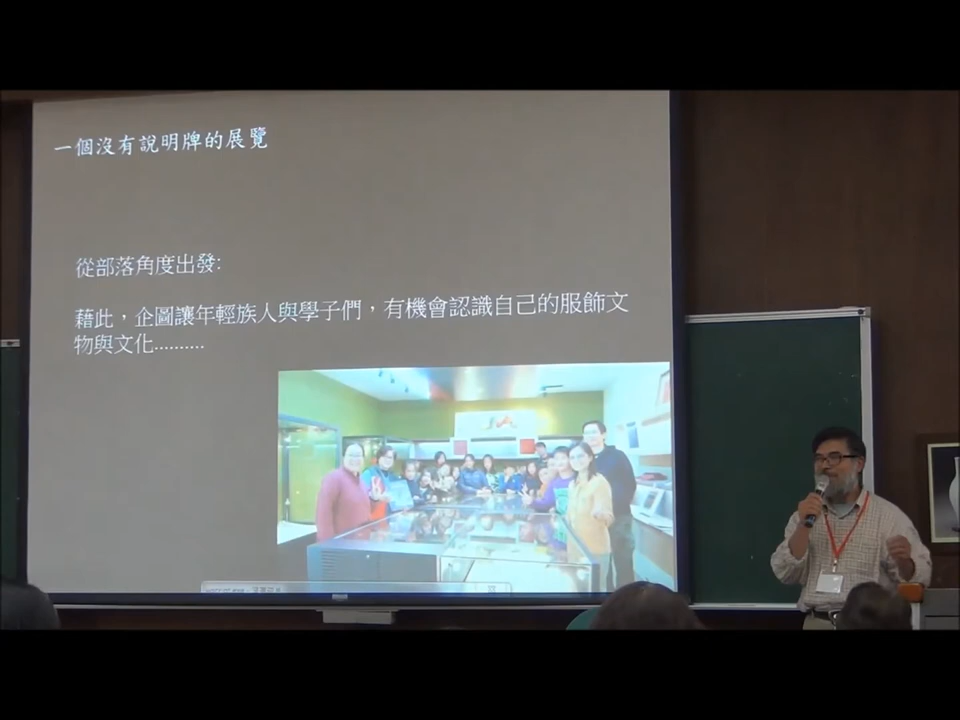 一個沒有說明牌的展覽
從部落角度出發:
藉此，企圖讓年輕族人與學子們，有機會認識自己的服飾文
物與文化..........